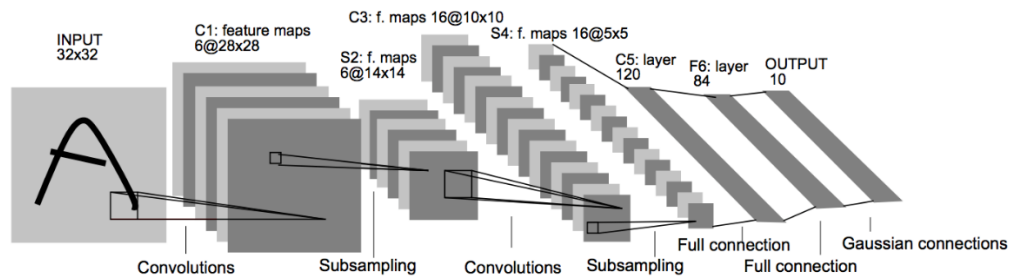 INPUT
32x32
C1: feature maps
6@28x28
S2: f. maps
6@14x14
C3: f. maps 16@10x10
S4: f. maps 16@5x5
C5: layer
120
F6: layer
84
OUTPUT
10
Convolutions
Subsampling
Convolutions
Subsampling
Full connection
Full connection
Gaussian connections